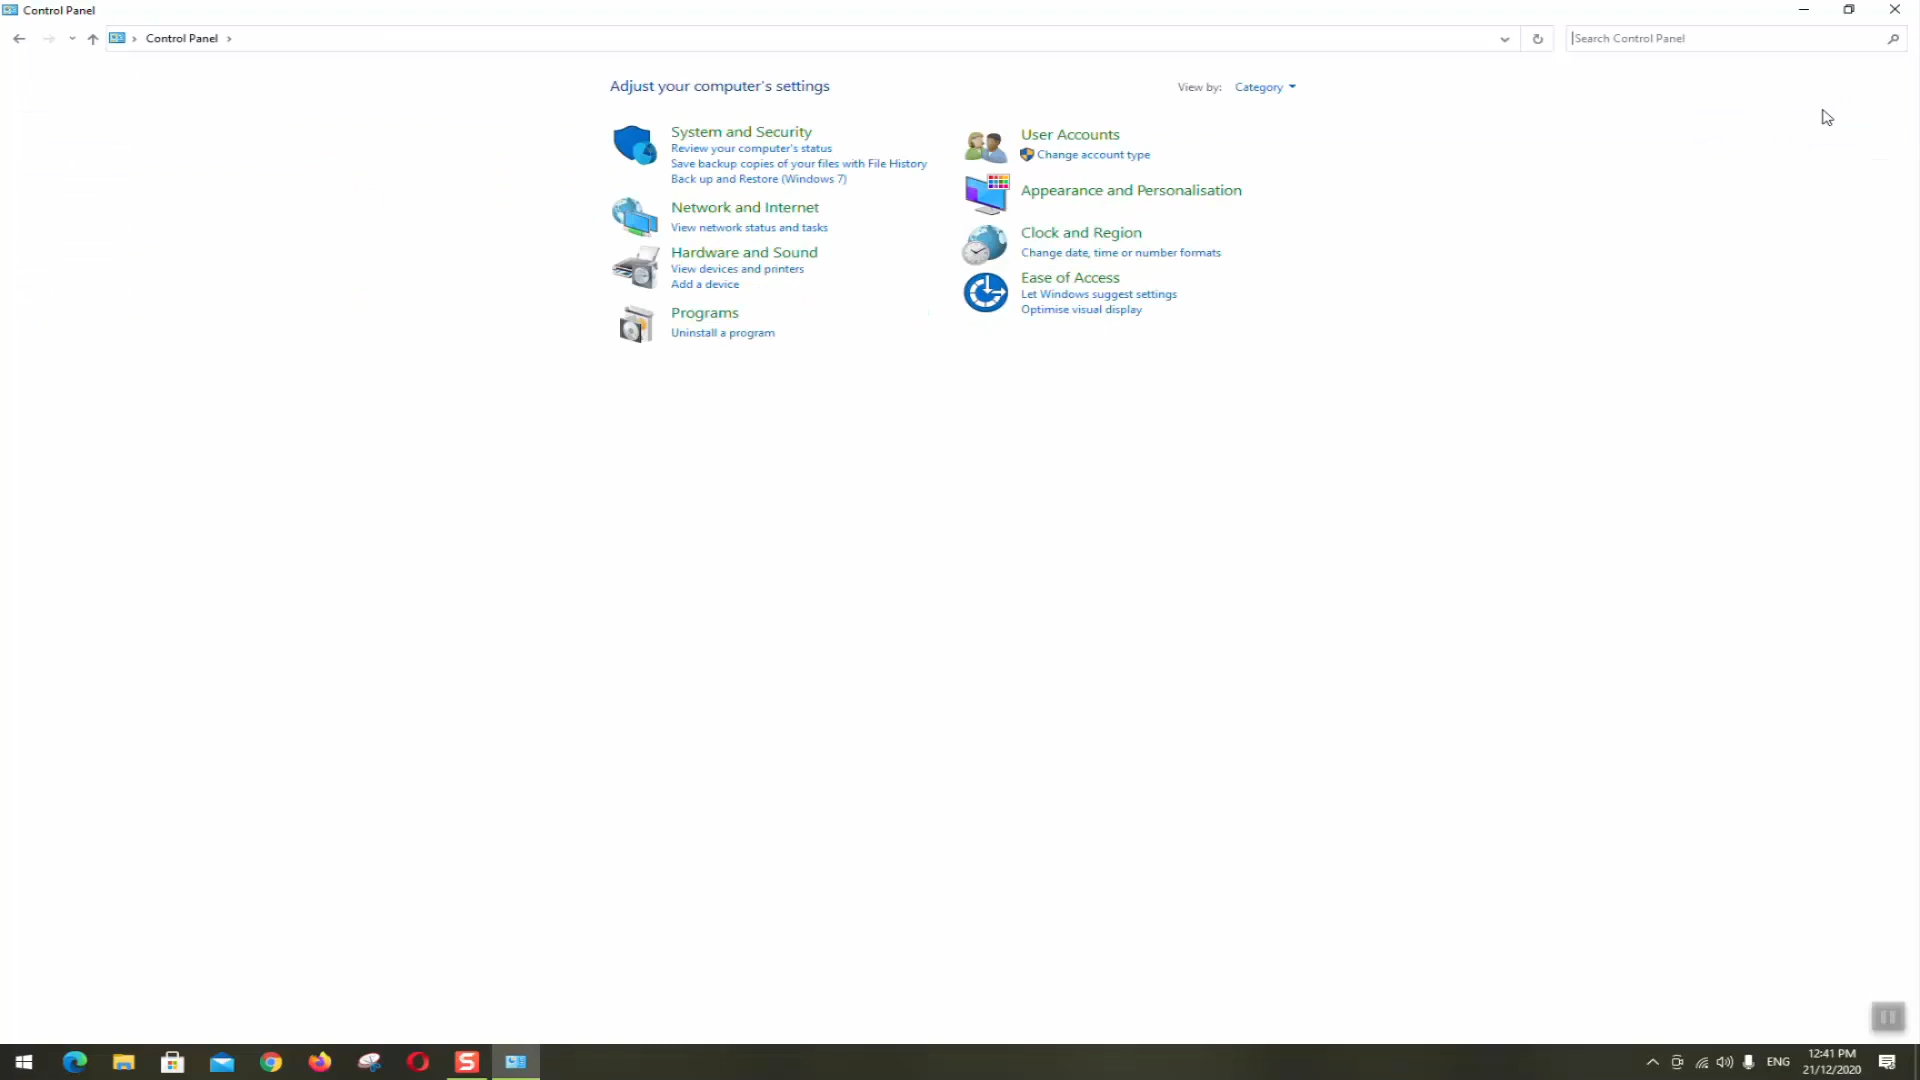 Control Panel
Control Panel
Search Control Panel
Adjust your computer's settings
View by: Category
System and Security
Review your computer's status
Save backup copies of your files with File History
Back up and Restore (Windows 7)
Network and Internet
View network status and tasks
Hardware and Sound
View devices and printers
Add a device
Programs
Uninstall a program
User Accounts
Change account type
Appearance and Personalisation
Clock and Region
Change date, time or number formats
Ease of Access
Let Windows suggest settings
Optimise visual display
S
ENG
12:41 PM
21/12/2020